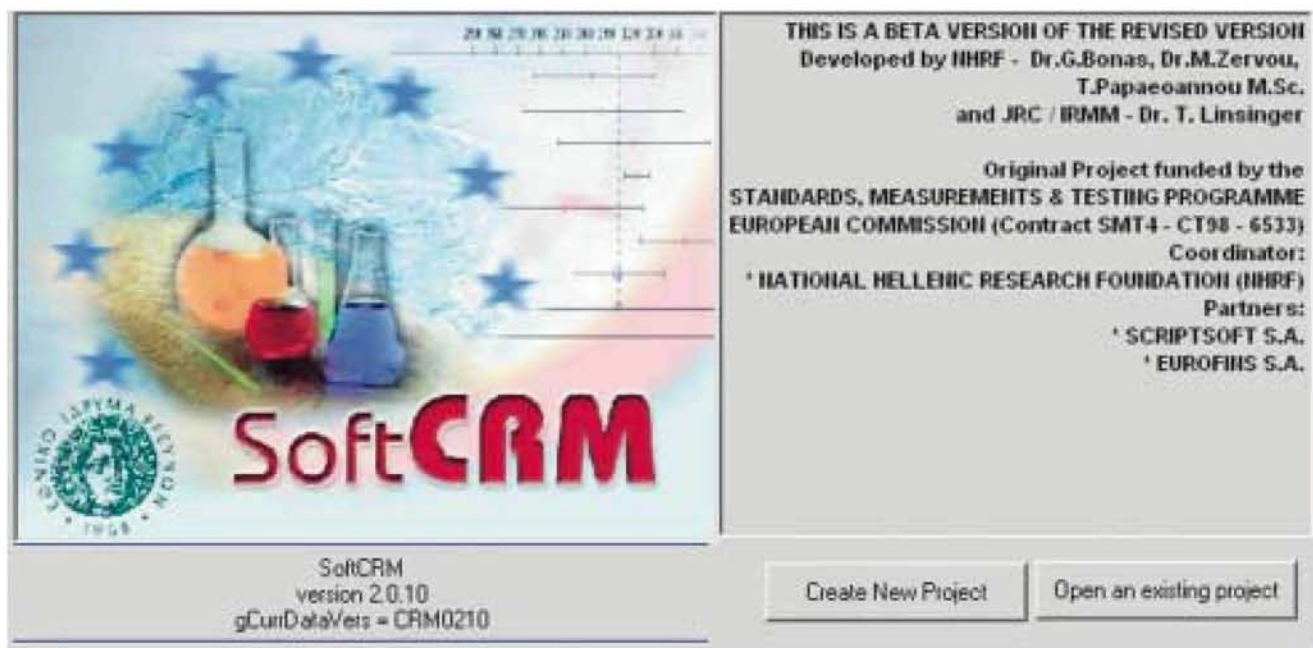 THIS IS A BETA VERSION OF THE REVISED VERSION
Developed by NHRF - Dr.G.Bonas, Dr.M.Zervou,
T.Papaeoannou M.Sc.
and JRC / IRMM - Dr. T. Linsinger
Original Project funded by the
STANDARDS, MEASUREMENTS & TESTING PROGRAMME
EUROPEAN COMMISSION (Contract SMT4 - CT98 - 6533)
Coordinator:
* NATIONAL HELLENIC RESEARCH FOUNDATION (NHRF)
Partners:
* SCRIPTSOFT S.A.
* EUROFINS S.A.
SoftCRM
ΕΘΝΙΚΟ ΙΔΡΥΜΑ ΕΡΕΥΝΩΝ
SoftCRM
version 2.0.10
gCurrDataVers = CRM0210
Create New Project
Open an existing project